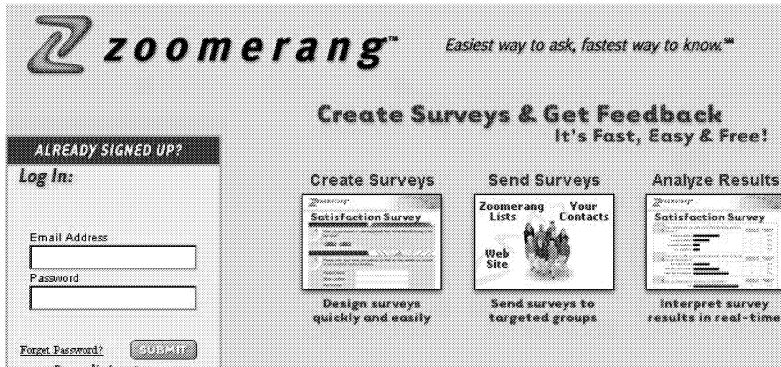 zoomerang™ Easiest way to ask, fastest way to know.℠
Create Surveys & Get Feedback
It's Fast, Easy & Free!
ALREADY SIGNED UP?
Log In:
Email Address
Password
Forget Password? SUBMIT
Create Surveys
Zoomerang
Satisfaction Survey
Design surveys
quickly and easily
Send Surveys
Zoomerang Your
Lists Contacts
Web
Site
Send surveys to
targeted groups
Analyze Results
Zoomerang
Satisfaction Survey
Interpret survey
results in real-time